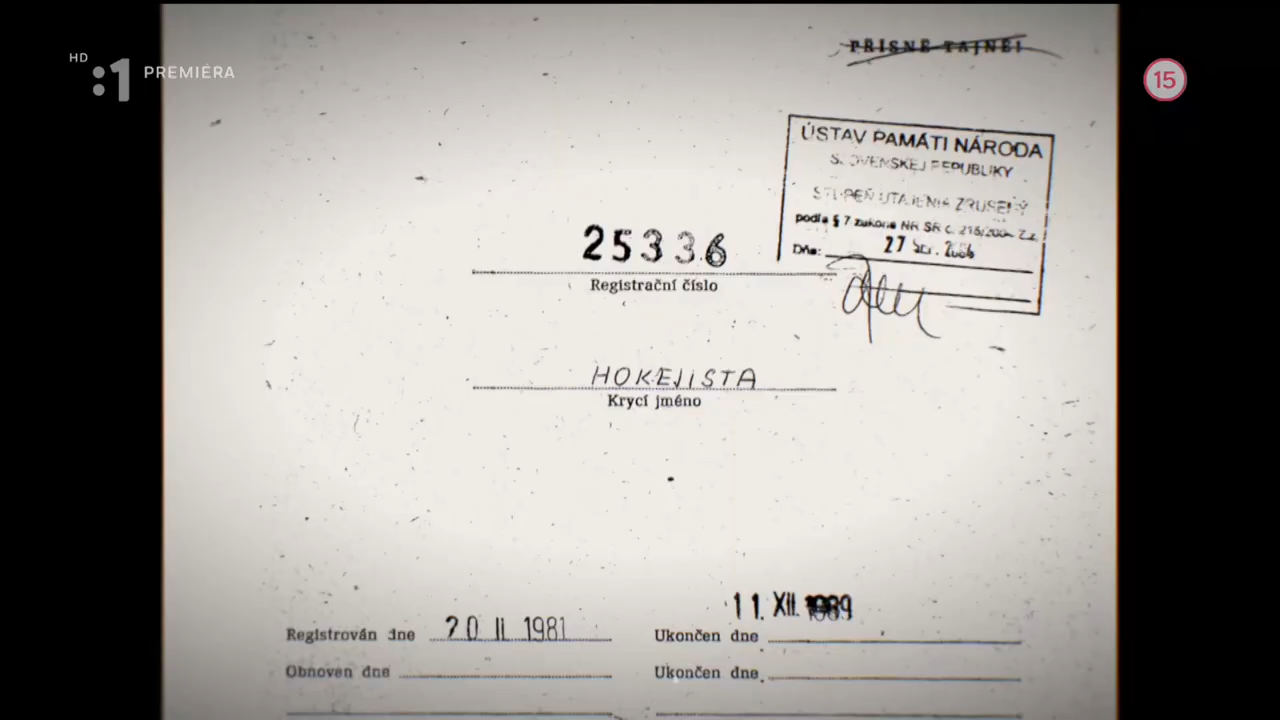 HD
:1 PREMIÉRA
15
PŘÍSNĚ TAJNÉ!
ÚSTAV PAMÄTI NÁRODA
SLOVENSKEJ REPUBLIKY
STUPEŇ UTAJENIA ZRUŠENÝ
podľa § 7 zákona NR SR č.
Dňa: 27
25336
Registrační číslo
HOKEJISTA
Krycí jméno
11. XII. 1989
Registrován dne 20 II 1981 Ukončen dne
Obnoven dne Ukončen dne